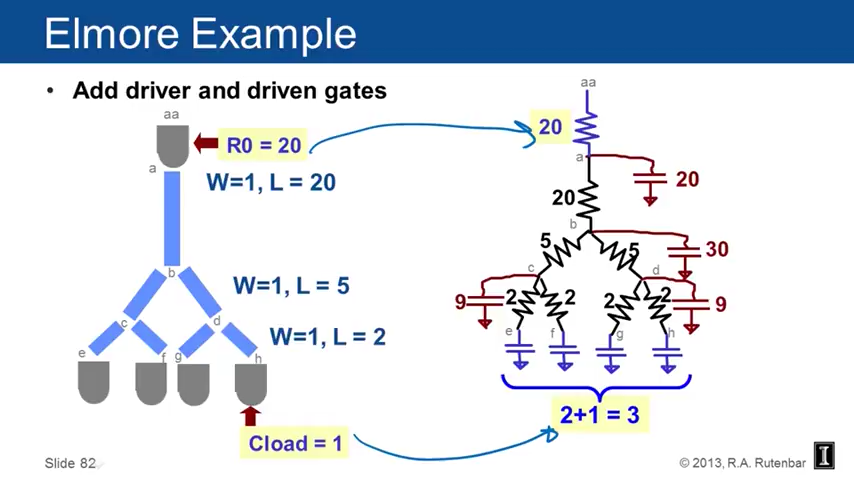 Elmore Example
• Add driver and driven gates
aa
R0 = 20
a
W=1, L = 20
b
W=1, L = 5
c
d
W=1, L = 2
e
f
g
h
Cload = 1
aa
20
a
20
20
b
5
5
30
c
d
9
2
2
2
2
9
e
f
g
h
2+1 = 3
Slide 82
© 2013, R.A. Rutenbar
I